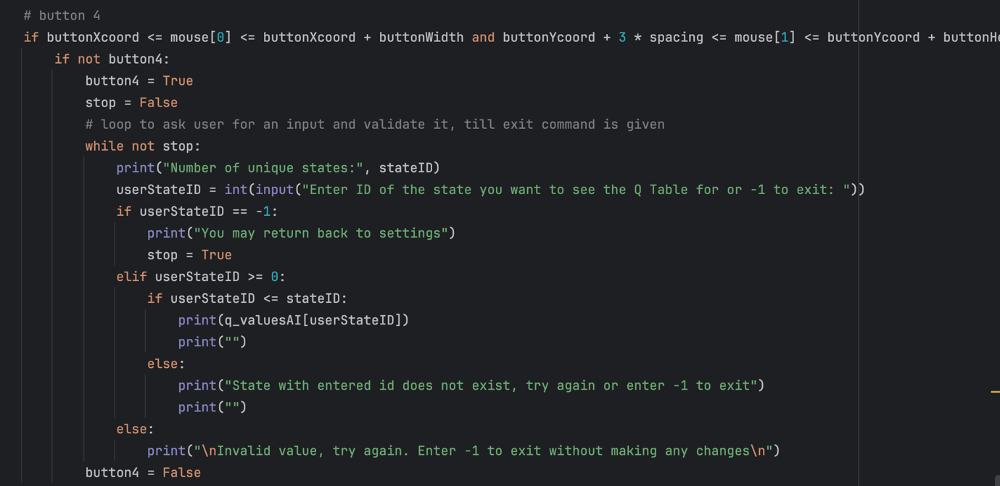 # button 4
if buttonXcoord <= mouse[0] <= buttonXcoord + buttonWidth and buttonYcoord + 3 * spacing <= mouse[1] <= buttonYcoord + buttonHe
if not button4:
button4 = True
stop = False
# loop to ask user for an input and validate it, till exit command is given
while not stop:
print("Number of unique states:", stateID)
userStateID = int(input("Enter ID of the state you want to see the Q Table for or -1 to exit: "))
if userStateID == -1:
print("You may return back to settings")
stop = True
elif userStateID >= 0:
if userStateID <= stateID:
print(q_valuesAI[userStateID])
print("")
else:
print("State with entered id does not exist, try again or enter -1 to exit")
print("")
else:
print("\nInvalid value, try again. Enter -1 to exit without making any changes\n")
button4 = False